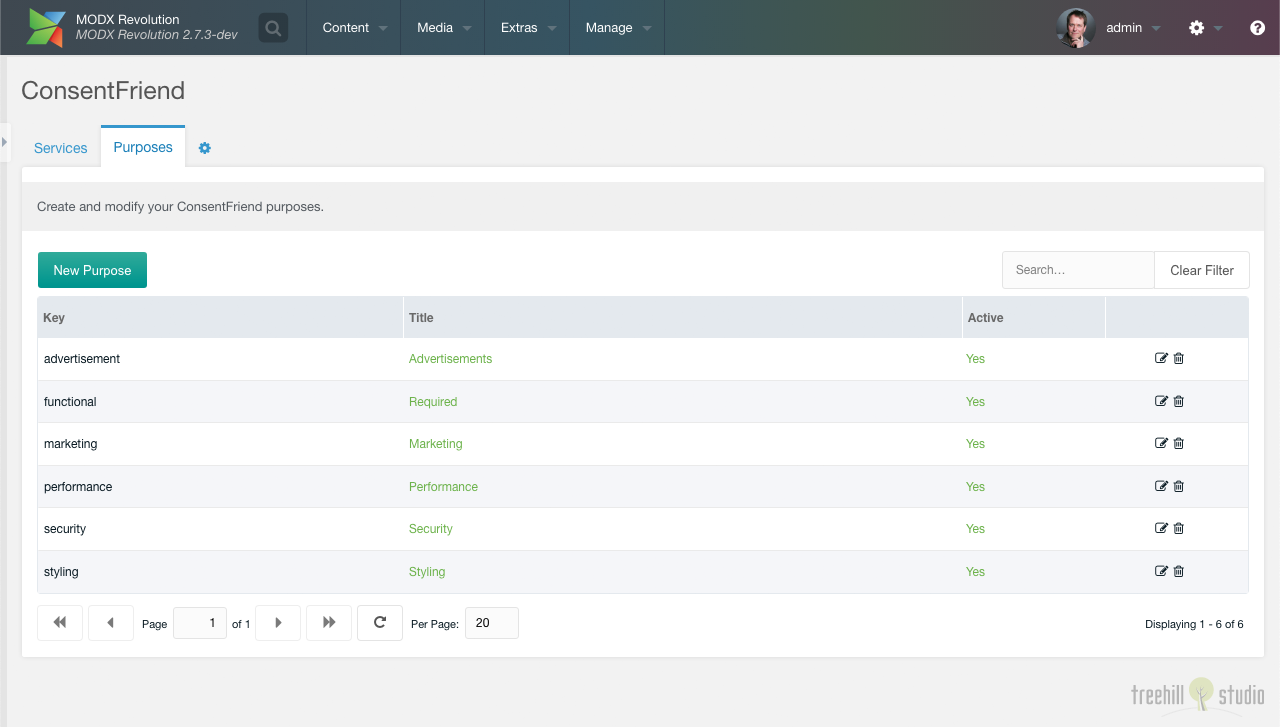 MODX Revolution
MODX Revolution 2.7.3-dev
Content Media Extras Manage admin
ConsentFriend
Services Purposes
Create and modify your ConsentFriend purposes.
New Purpose Search... Clear Filter
Key Title Active
advertisement Advertisements Yes
functional Required Yes
marketing Marketing Yes
performance Performance Yes
security Security Yes
styling Styling Yes
Page 1 of 1 Per Page: 20 Displaying 1 - 6 of 6
treehill studio